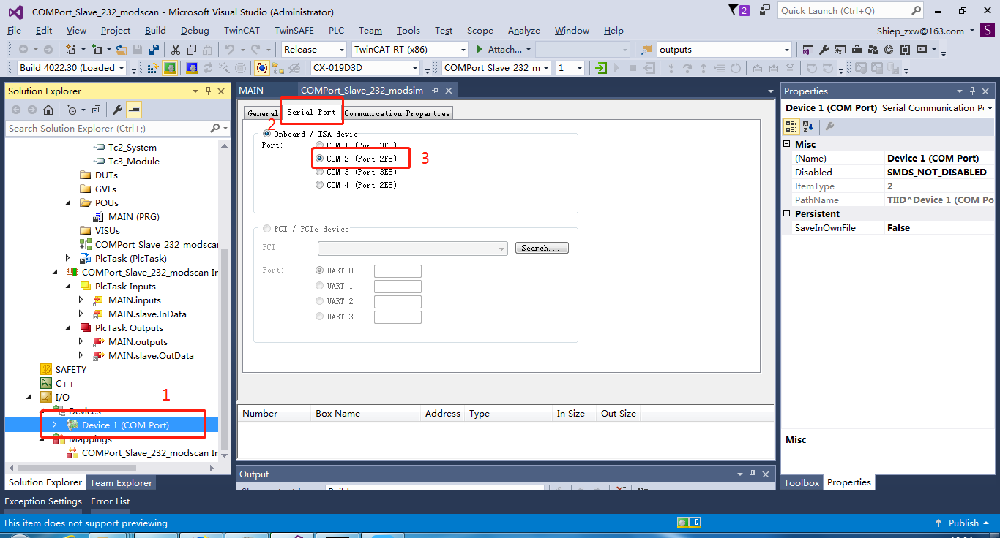 COMPort_Slave_232_modscan - Microsoft Visual Studio (Administrator)
2
Quick Launch (Ctrl+Q)
File Edit View Project Build Debug TwinCAT TwinSAFE PLC Team Tools Test Scope Analyze Window Help
Shiep_zxw@163.com
S
Release TwinCAT RT (x86) Attach... outputs
Build 4022.30 (Loaded CX-019D3D COMPort_Slave_232_m 1
Solution Explorer
Search Solution Explorer (Ctrl+;)
Tc2_System
Tc3_Module
DUTs
GVLs
POUs
MAIN (PRG)
VISUs
COMPort_Slave_232_modscan
PlcTask (PlcTask)
COMPort_Slave_232_modscan In
PlcTask Inputs
MAIN.inputs
MAIN.slave.InData
PlcTask Outputs
MAIN.outputs
MAIN.slave.OutData
SAFETY
C++
I/O
1
Devices
Device 1 (COM Port)
Mappings
COMPort_Slave_232_modscan In
Solution Explorer Team Explorer
MAIN COMPort_Slave_232_modsim
General Serial Port Communication Properties
2
Onboard / ISA devic
Port: COM 1 (Port 3F8)
COM 2 (Port 2F8)
3
COM 3 (Port 3E8)
COM 4 (Port 2E8)
PCI / PCIe device
PCI Search...
Port: UART 0
UART 1
UART 2
UART 3
Number Box Name Address Type In Size Out Size
Output
Properties
Device 1 (COM Port) Serial Communication P
Misc
(Name) Device 1 (COM Port)
Disabled SMDS_NOT_DISABLED
ItemType 2
PathName TIID^Device 1 (COM Po
Persistent
SaveInOwnFile False
Misc
Toolbox Properties
Exception Settings Error List
This item does not support previewing
0
Publish